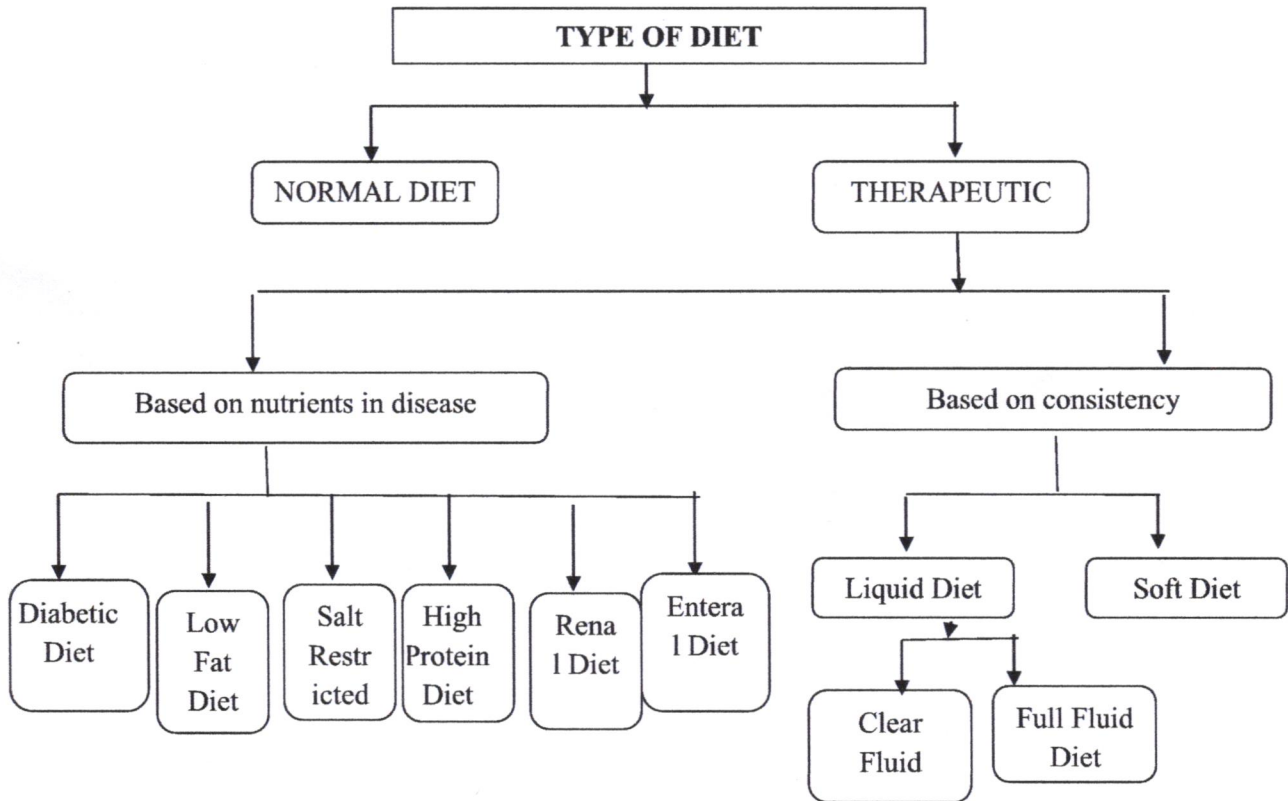 TYPE OF DIET
NORMAL DIET
THERAPEUTIC
Based on nutrients in disease
Based on consistency
Diabetic
Diet
Low
Fat
Diet
Salt
Restr
icted
High
Protein
Diet
Rena
l Diet
Entera
l Diet
Liquid Diet
Soft Diet
Clear
Fluid
Full Fluid
Diet